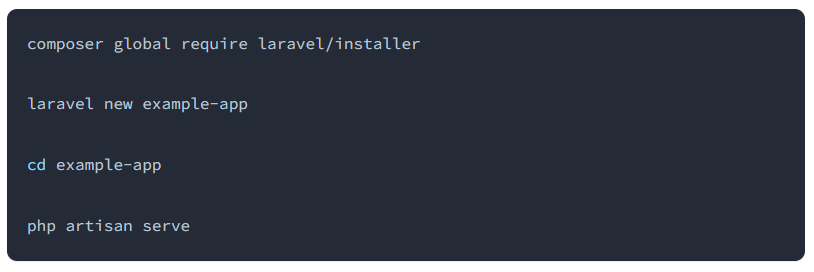 composer global require laravel/installer
laravel new example-app
cd example-app
php artisan serve